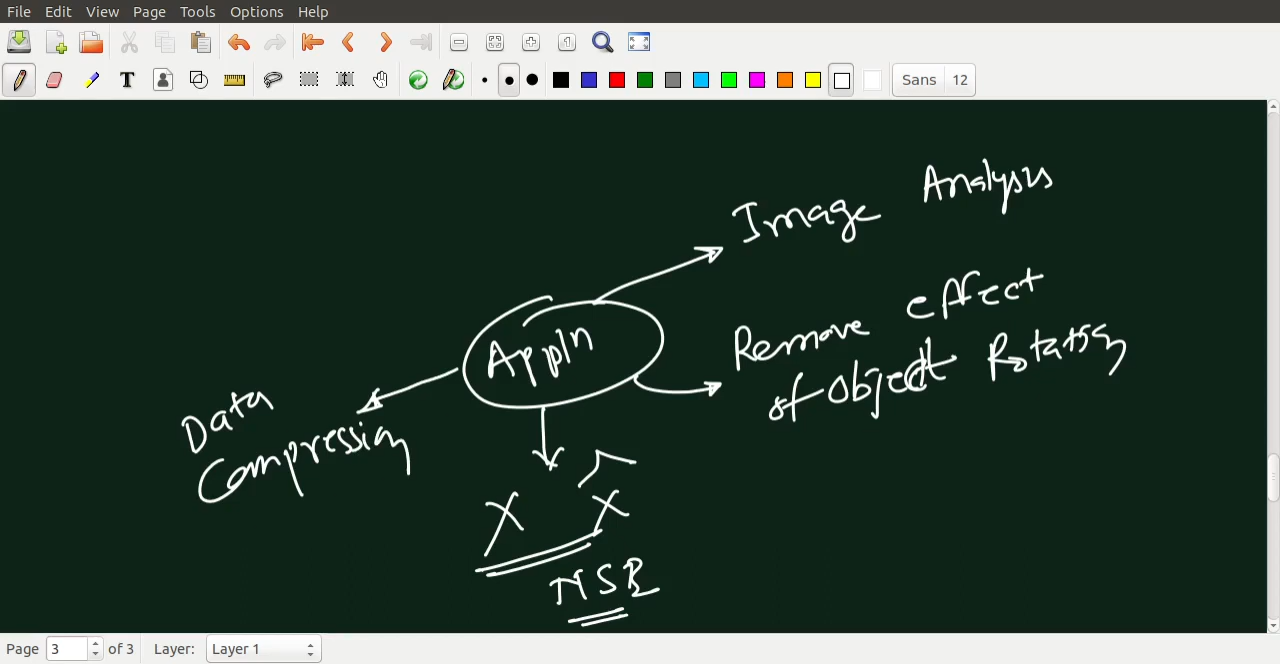 File Edit View Page Tools Options Help
Sans 12
Image Analysis
Remove effect
of object Rotation
Appln
Data
Compression
X X̂
MSE
Page 3 of 3 Layer: Layer 1